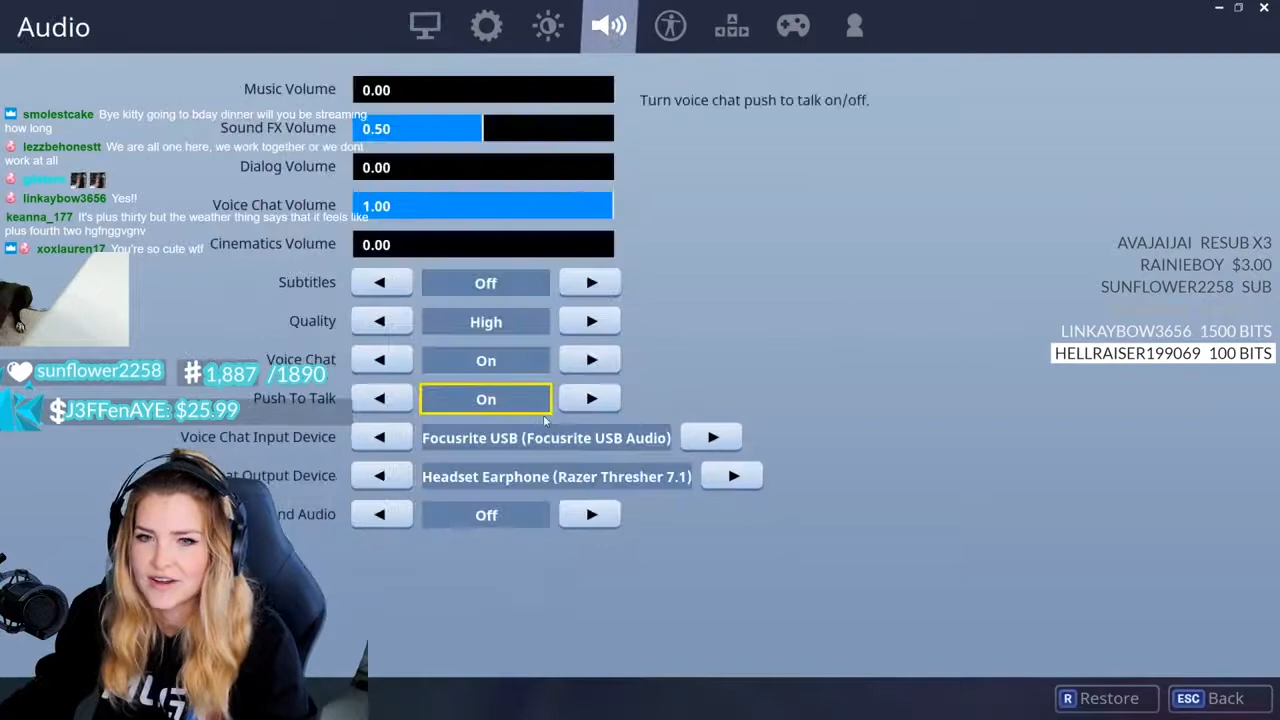 Audio
Music Volume
0.00
Turn voice chat push to talk on/off.
smolestcake Bye kitty going to bday dinner will you be streaming
how long
Sound FX Volume
0.50
lezzbehonestt We are all one here, we work together or we dont
work at all
Dialog Volume
0.00
linkaybow3656 Yes!!
Voice Chat Volume
1.00
keanna_177 It's plus thirty but the weather thing says that it feels like
plus fourth two hgfnggvgnv
xoxlauren17 You're so cute wtf
Cinematics Volume
0.00
AVAJAIJAI RESUB X3
RAINIEBOY $3.00
SUNFLOWER2258 SUB
LINKAYBOW3656 1500 BITS
HELLRAISER199069 100 BITS
Subtitles
Off
Quality
High
Voice Chat
On
sunflower2258
#1,887 /1890
Push To Talk
On
$J3FFenAYE: $25.99
Voice Chat Input Device
Focusrite USB (Focusrite USB Audio)
at Output Device
Headset Earphone (Razer Thresher 7.1)
nd Audio
Off
R Restore
ESC Back